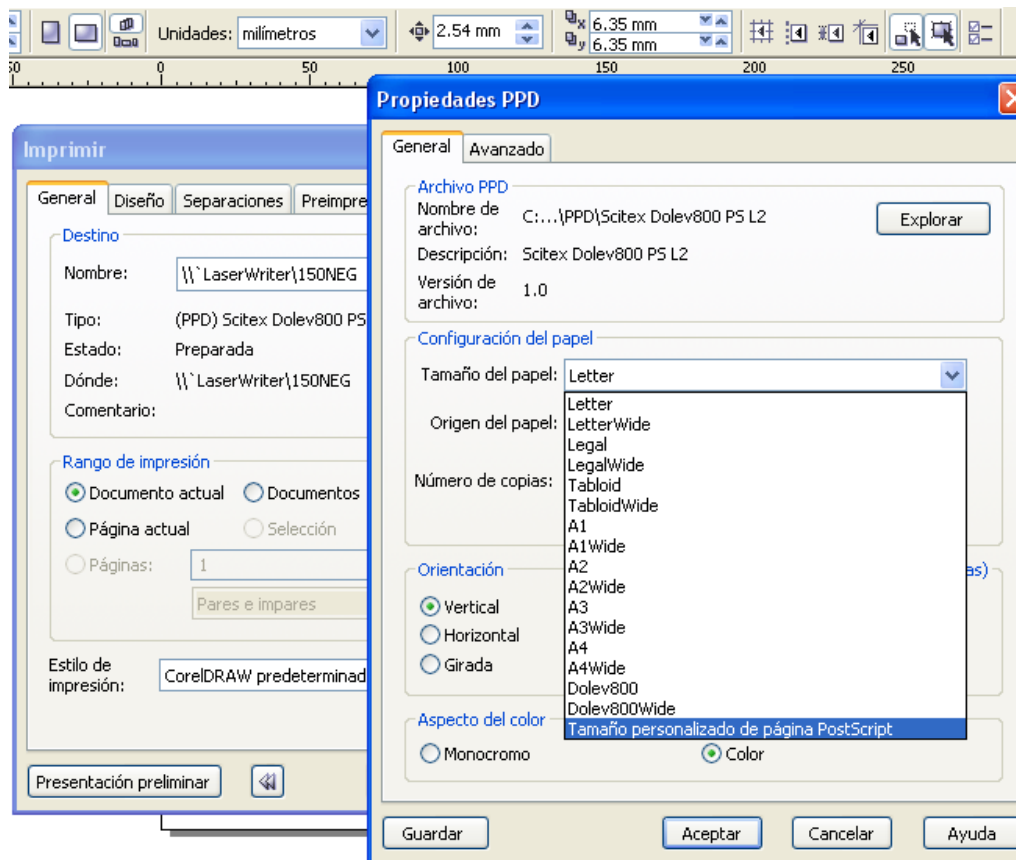 Unidades: milímetros
2.54 mm
x 6.35 mm
y 6.35 mm
50 0 50 100 150 200 250
Imprimir
General Diseño Separaciones Preimpre
Destino
Nombre: \\`LaserWriter\150NEG
Tipo: (PPD) Scitex Dolev800 PS
Estado: Preparada
Dónde: \\`LaserWriter\150NEG
Comentario:
Rango de impresión
Documento actual Documentos
Página actual Selección
Páginas: 1
Pares e impares
Estilo de
impresión: CorelDRAW predeterminad
Presentación preliminar
Propiedades PPD
General Avanzado
Archivo PPD
Nombre de
archivo: C:...\PPD\Scitex Dolev800 PS L2
Explorar
Descripción: Scitex Dolev800 PS L2
Versión de
archivo: 1.0
Configuración del papel
Tamaño del papel: Letter
Origen del papel:
Número de copias:
Letter
LetterWide
Legal
LegalWide
Tabloid
TabloidWide
A1
A1Wide
A2
A2Wide
A3
A3Wide
A4
A4Wide
Dolev800
Dolev800Wide
Tamaño personalizado de página PostScript
Orientación
as)
Vertical
Horizontal
Girada
Aspecto del color
Monocromo Color
Guardar Aceptar Cancelar Ayuda